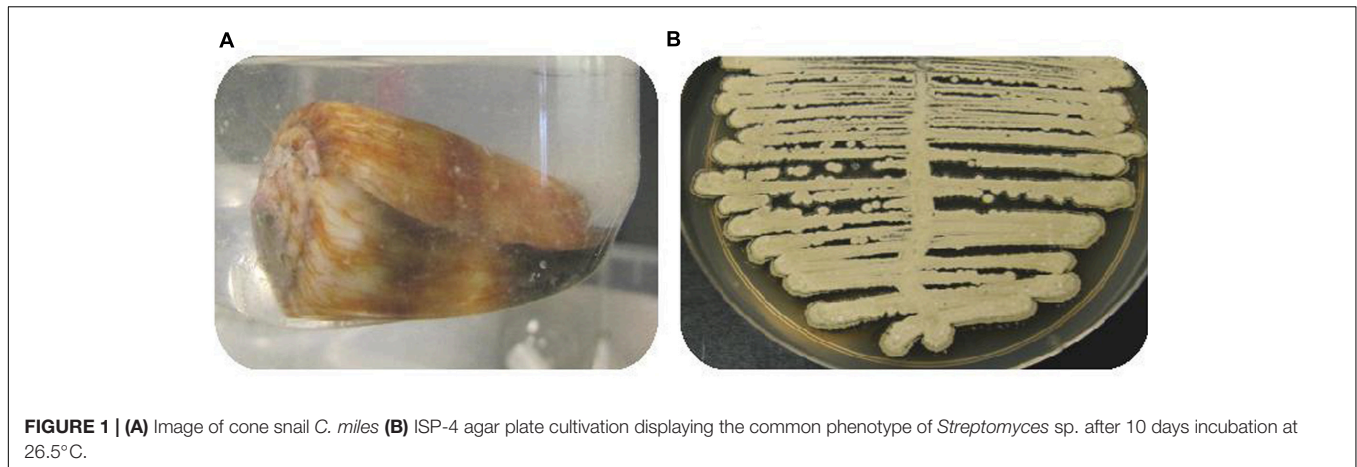 A
B
FIGURE 1 | (A) Image of cone snail C. miles (B) ISP-4 agar plate cultivation displaying the common phenotype of Streptomyces sp. after 10 days incubation at
26.5°C.